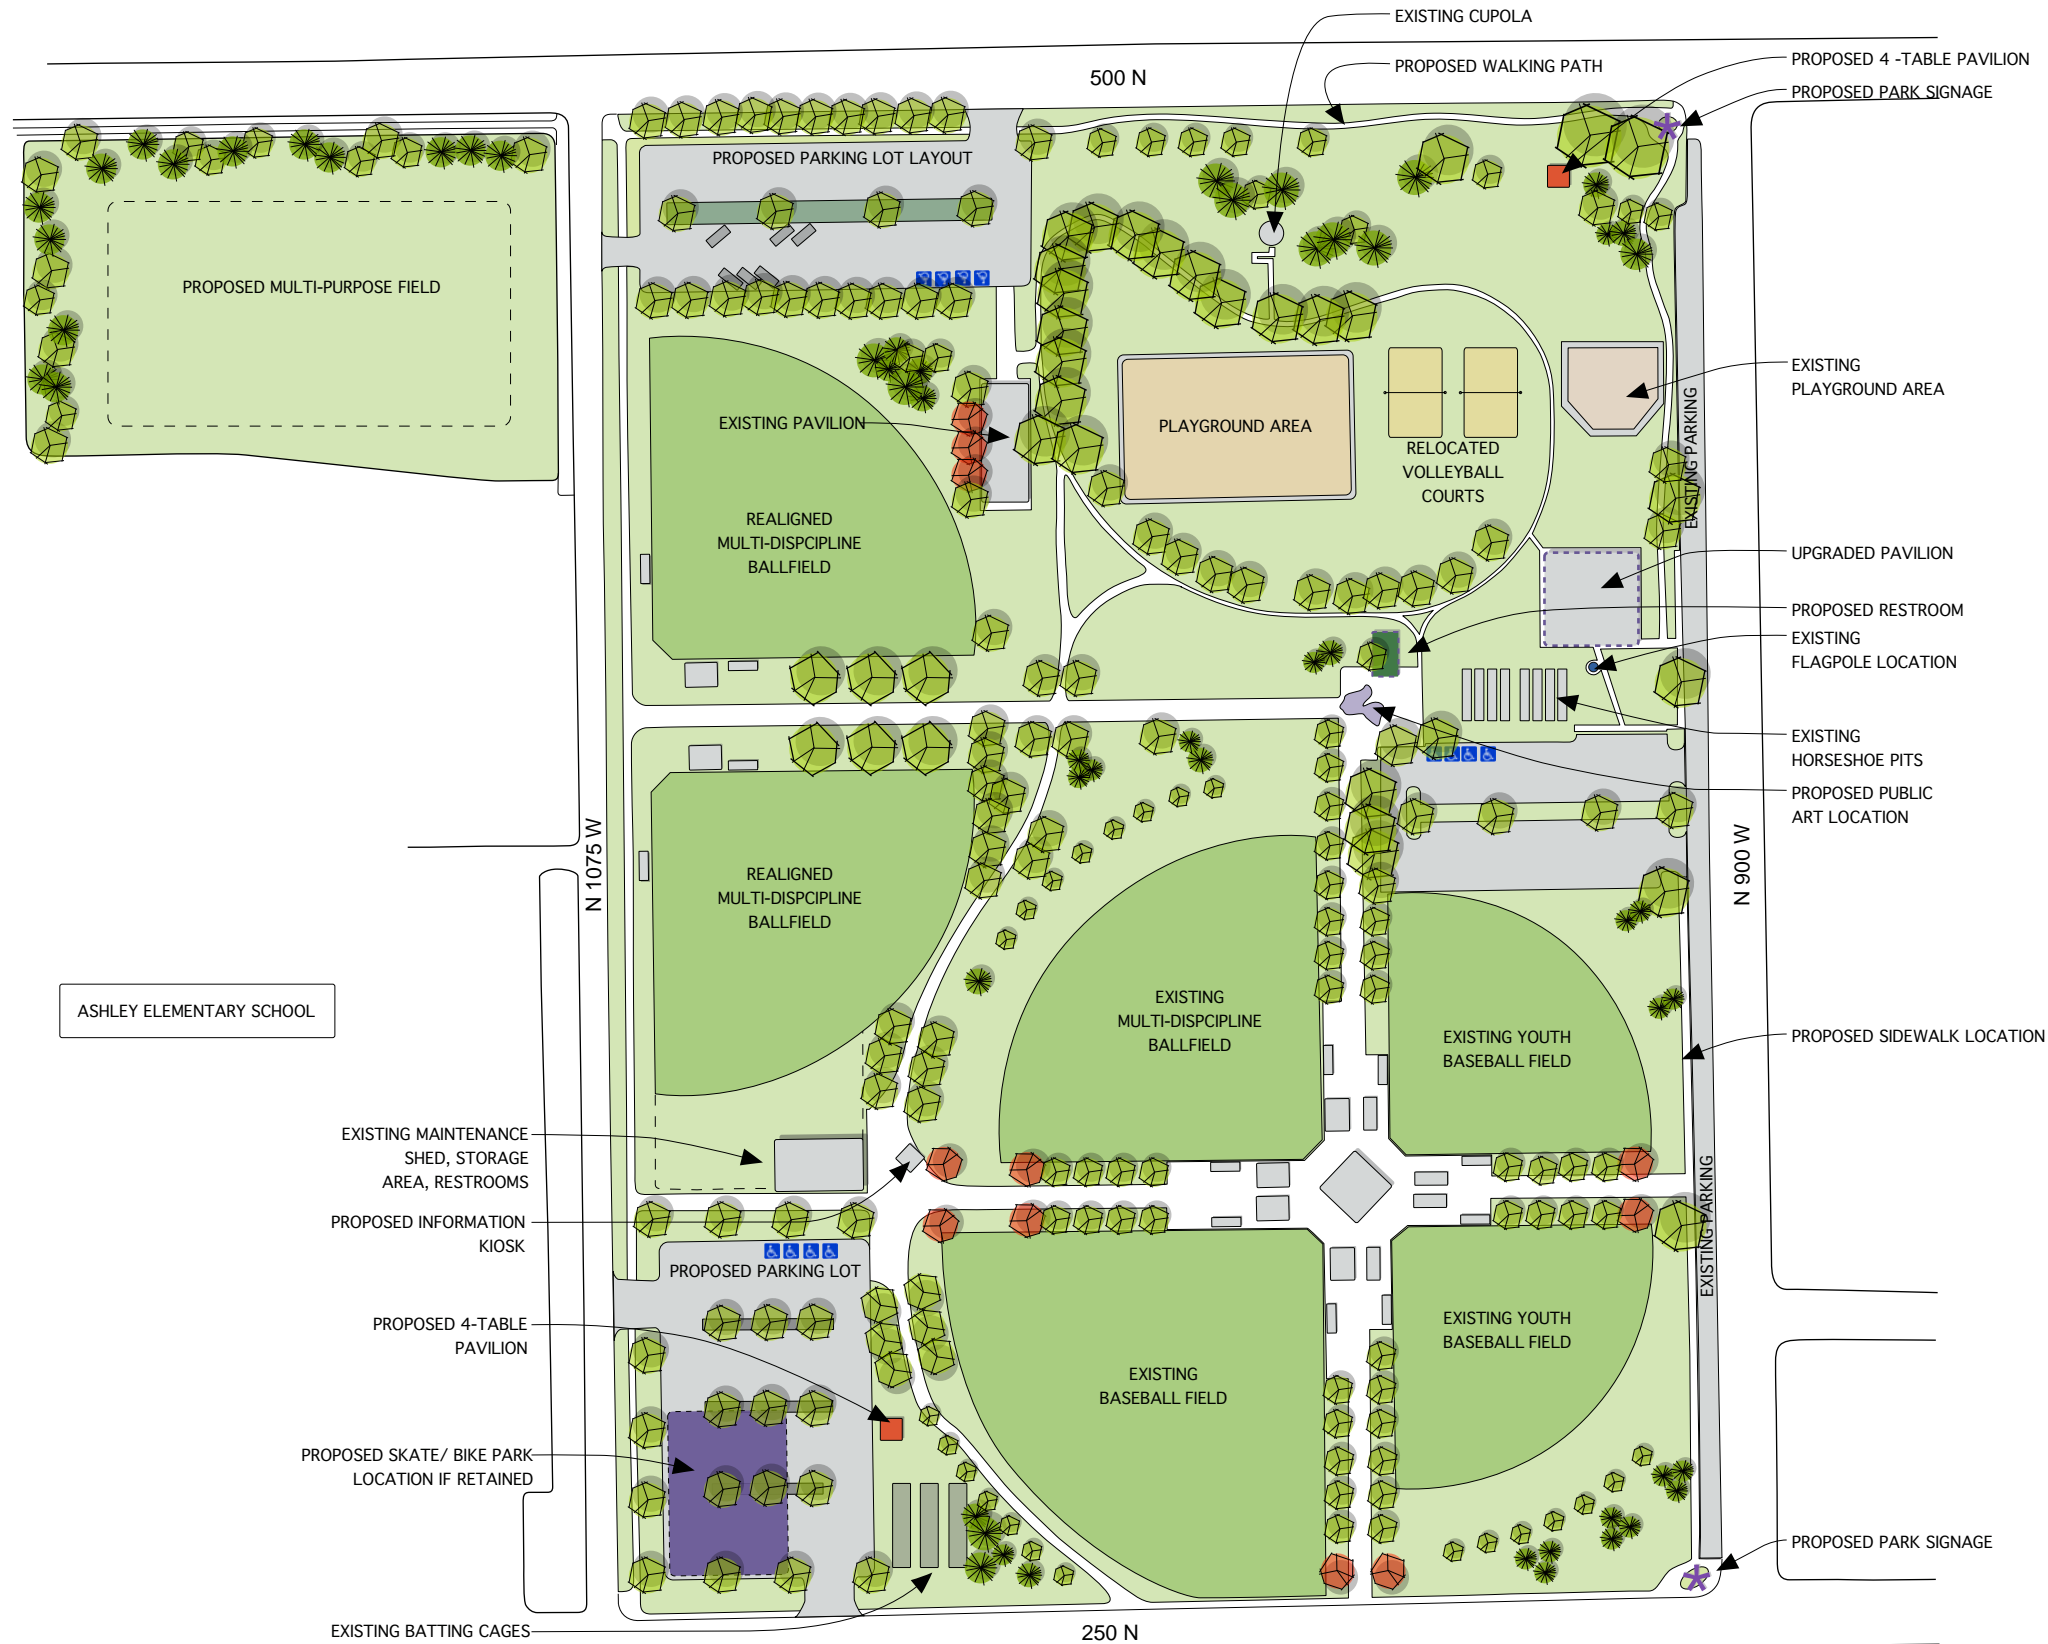 EXISTING CUPOLA
PROPOSED WALKING PATH
PROPOSED 4 -TABLE PAVILION
PROPOSED PARK SIGNAGE
500 N
PROPOSED PARKING LOT LAYOUT
PROPOSED MULTI-PURPOSE FIELD
EXISTING
PLAYGROUND AREA
EXISTING PARKING
EXISTING PAVILION
PLAYGROUND AREA
RELOCATED
VOLLEYBALL
COURTS
REALIGNED
MULTI-DISPCIPLINE
BALLFIELD
UPGRADED PAVILION
PROPOSED RESTROOM
EXISTING
FLAGPOLE LOCATION
EXISTING
HORSESHOE PITS
PROPOSED PUBLIC
ART LOCATION
N 1075 W
N 900 W
REALIGNED
MULTI-DISPCIPLINE
BALLFIELD
ASHLEY ELEMENTARY SCHOOL
EXISTING
MULTI-DISPCIPLINE
BALLFIELD
EXISTING YOUTH
BASEBALL FIELD
PROPOSED SIDEWALK LOCATION
EXISTING MAINTENANCE
SHED, STORAGE
AREA, RESTROOMS
PROPOSED INFORMATION
KIOSK
EXISTING PARKING
PROPOSED PARKING LOT
PROPOSED 4-TABLE
PAVILION
EXISTING YOUTH
BASEBALL FIELD
EXISTING
BASEBALL FIELD
PROPOSED SKATE/ BIKE PARK
LOCATION IF RETAINED
PROPOSED PARK SIGNAGE
EXISTING BATTING CAGES
250 N